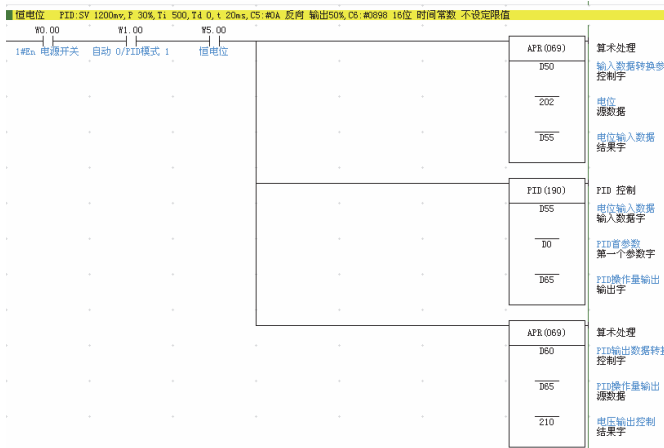 恒电位 PID:SV 1200mv,P 30%,Ti 500,Td 0,t 20ms,C5:#0A 反向 输出50%,C6:#0898 16位 时间常数 不设定限值
W0.00 W1.00 W5.00
1#En 电源开关 自动 0/PID模式 1 恒电位
APR(069) 算术处理
D50 输入数据转换参
控制字
202 电位
源数据
D55 电位输入数据
结果字
PID(190) PID 控制
D55 电位输入数据
输入数据字
D0 PID首参数
第一个参数字
D65 PID操作量输出
输出字
APR(069) 算术处理
D60 PID输出数据转换
控制字
D65 PID操作量输出
源数据
210 电压输出控制
结果字